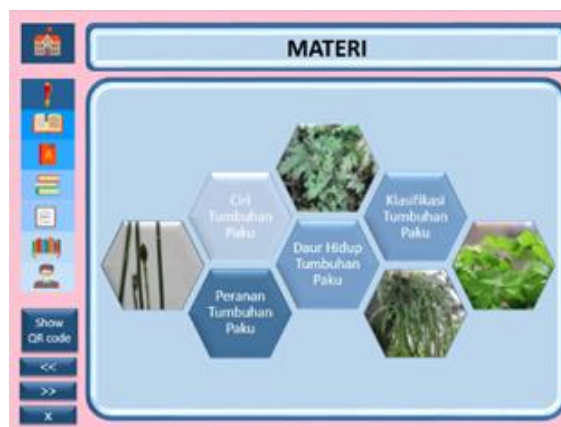 MATERI
Ciri
Tumbuhan
Paku
Klasifikasi
Tumbuhan
Paku
Daur Hidup
Tumbuhan
Paku
Peranan
Tumbuhan
Paku
A
Show
QR code
<<
>>
x